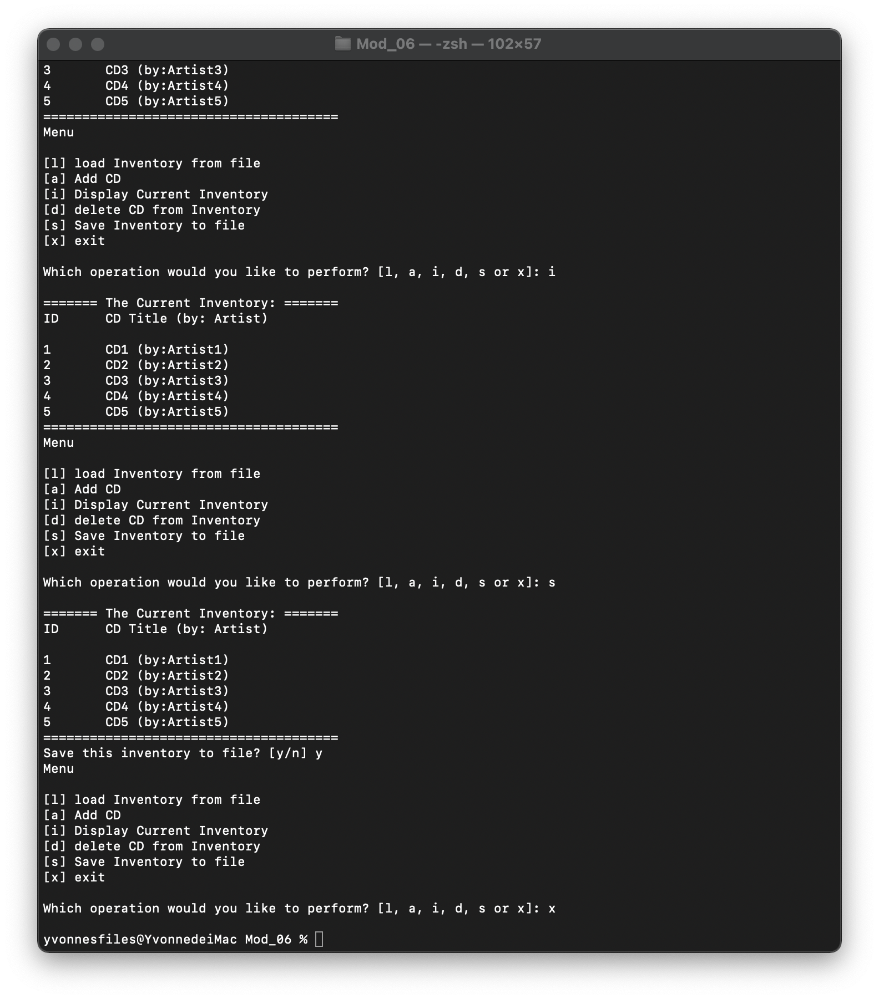 Mod_06 — -zsh — 102×57
3       CD3 (by:Artist3)
4       CD4 (by:Artist4)
5       CD5 (by:Artist5)
======================================
Menu

[l] load Inventory from file
[a] Add CD
[i] Display Current Inventory
[d] delete CD from Inventory
[s] Save Inventory to file
[x] exit

Which operation would you like to perform? [l, a, i, d, s or x]: i

======= The Current Inventory: =======
ID      CD Title (by: Artist)

1       CD1 (by:Artist1)
2       CD2 (by:Artist2)
3       CD3 (by:Artist3)
4       CD4 (by:Artist4)
5       CD5 (by:Artist5)
======================================
Menu

[l] load Inventory from file
[a] Add CD
[i] Display Current Inventory
[d] delete CD from Inventory
[s] Save Inventory to file
[x] exit

Which operation would you like to perform? [l, a, i, d, s or x]: s

======= The Current Inventory: =======
ID      CD Title (by: Artist)

1       CD1 (by:Artist1)
2       CD2 (by:Artist2)
3       CD3 (by:Artist3)
4       CD4 (by:Artist4)
5       CD5 (by:Artist5)
======================================
Save this inventory to file? [y/n] y
Menu

[l] load Inventory from file
[a] Add CD
[i] Display Current Inventory
[d] delete CD from Inventory
[s] Save Inventory to file
[x] exit

Which operation would you like to perform? [l, a, i, d, s or x]: x

yvonnesfiles@YvonnedeiMac Mod_06 %